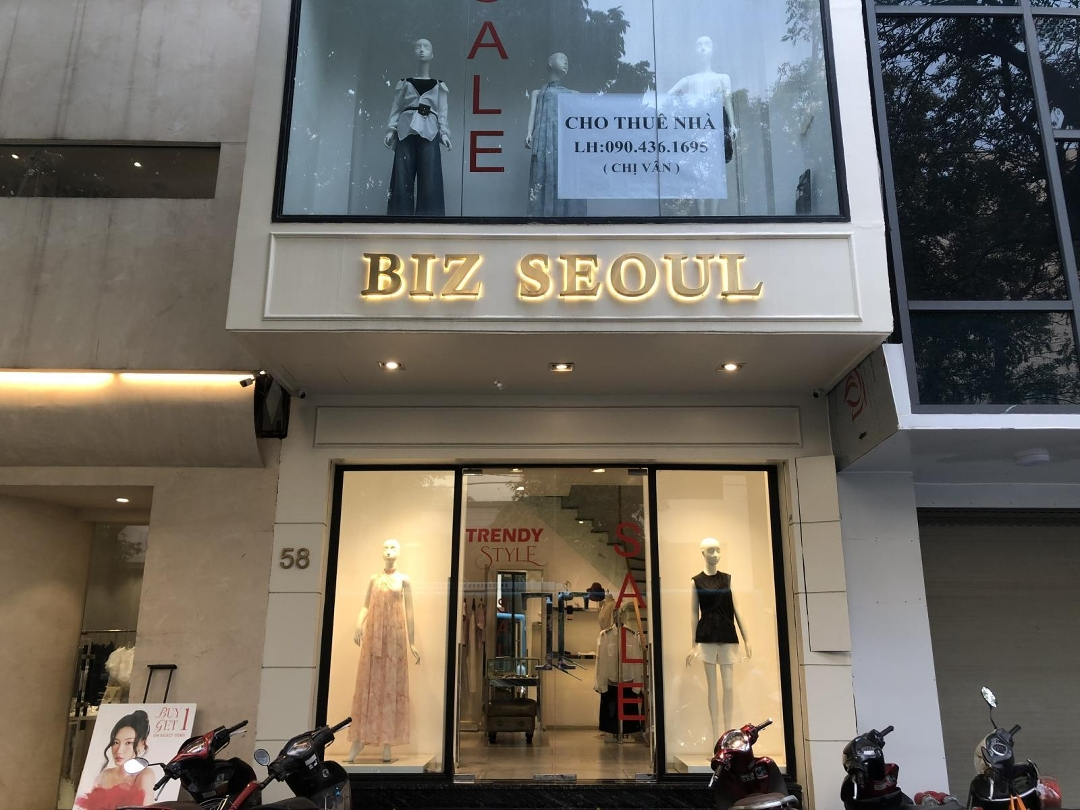 SALE
CHO THUÊ NHÀ
LH:090.436.1695
( CHỊ VÂN )
BIZ SEOUL
58
TRENDY
STYLE
SALE
BUY
GET 1